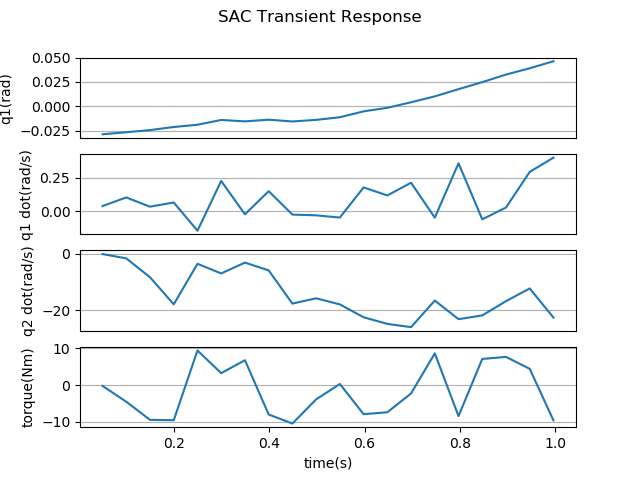 SAC Transient Response
q1(rad)
0.050
0.025
0.000
−0.025
q1 dot(rad/s)
0.25
0.00
q2 dot(rad/s)
0
−20
torque(Nm)
10
0
−10
0.2 0.4 0.6 0.8 1.0
time(s)